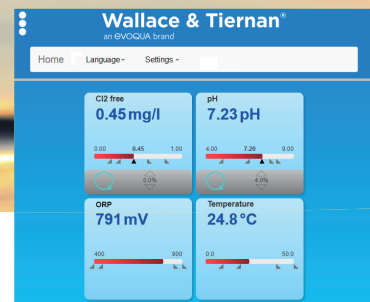 Wallace & Tiernan®
an evoqua brand
Home Language Settings
Cl2 free
0.45 mg/l
0.00 0.45 1.00
0.0%
pH
7.23 pH
4.00 7.20 9.00
4.0%
ORP
791 mV
400 900
Temperature
24.8 °C
0.0 50.0